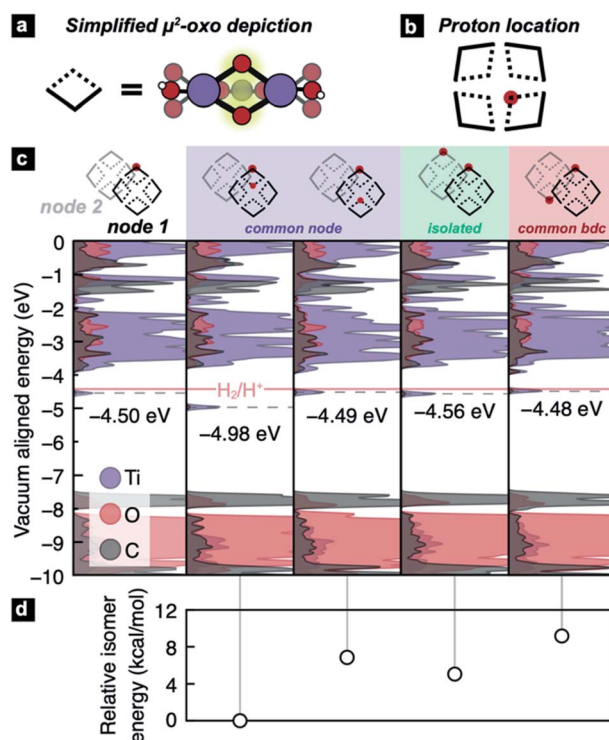 a Simplified μ²-oxo depiction
b Proton location
=
c
node 2
node 1
common node
isolated
common bdc
Vacuum aligned energy (eV)
0
−1
−2
−3
−4
−5
−6
−7
−8
−9
−10
H₂/H⁺
−4.50 eV
−4.98 eV
−4.49 eV
−4.56 eV
−4.48 eV
Ti
O
C
d
Relative isomer
energy (kcal/mol)
12
8
4
0